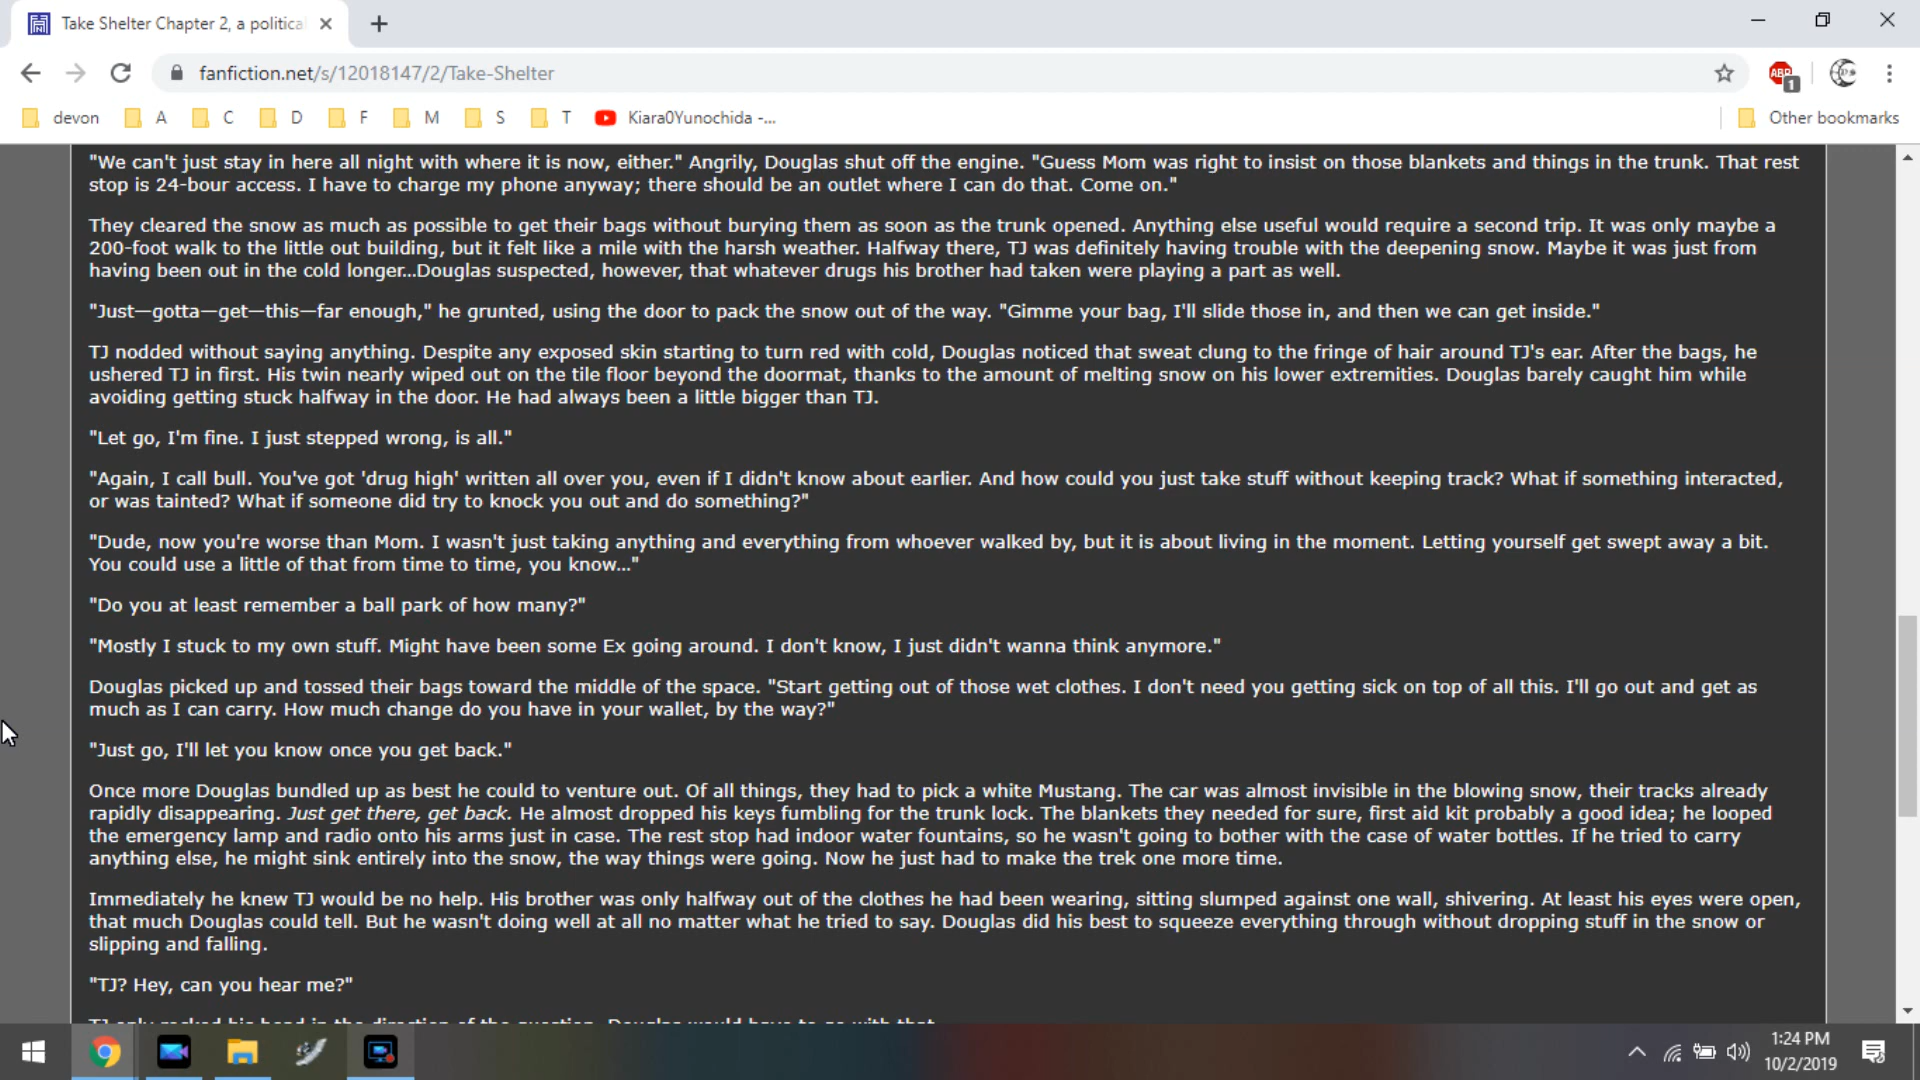 Take Shelter Chapter 2, a politica
fanfiction.net/s/12018147/2/Take-Shelter
ABP
1
devon
A
C
D
F
M
S
T
Kiara0Yunochida -...
Other bookmarks
"We can't just stay in here all night with where it is now, either." Angrily, Douglas shut off the engine. "Guess Mom was right to insist on those blankets and things in the trunk. That rest
stop is 24-bour access. I have to charge my phone anyway; there should be an outlet where I can do that. Come on."
They cleared the snow as much as possible to get their bags without burying them as soon as the trunk opened. Anything else useful would require a second trip. It was only maybe a
200-foot walk to the little out building, but it felt like a mile with the harsh weather. Halfway there, TJ was definitely having trouble with the deepening snow. Maybe it was just from
having been out in the cold longer...Douglas suspected, however, that whatever drugs his brother had taken were playing a part as well.
"Just—gotta—get—this—far enough," he grunted, using the door to pack the snow out of the way. "Gimme your bag, I'll slide those in, and then we can get inside."
TJ nodded without saying anything. Despite any exposed skin starting to turn red with cold, Douglas noticed that sweat clung to the fringe of hair around TJ's ear. After the bags, he
ushered TJ in first. His twin nearly wiped out on the tile floor beyond the doormat, thanks to the amount of melting snow on his lower extremities. Douglas barely caught him while
avoiding getting stuck halfway in the door. He had always been a little bigger than TJ.
"Let go, I'm fine. I just stepped wrong, is all."
"Again, I call bull. You've got 'drug high' written all over you, even if I didn't know about earlier. And how could you just take stuff without keeping track? What if something interacted,
or was tainted? What if someone did try to knock you out and do something?"
"Dude, now you're worse than Mom. I wasn't just taking anything and everything from whoever walked by, but it is about living in the moment. Letting yourself get swept away a bit.
You could use a little of that from time to time, you know..."
"Do you at least remember a ball park of how many?"
"Mostly I stuck to my own stuff. Might have been some Ex going around. I don't know, I just didn't wanna think anymore."
Douglas picked up and tossed their bags toward the middle of the space. "Start getting out of those wet clothes. I don't need you getting sick on top of all this. I'll go out and get as
much as I can carry. How much change do you have in your wallet, by the way?"
"Just go, I'll let you know once you get back."
Once more Douglas bundled up as best he could to venture out. Of all things, they had to pick a white Mustang. The car was almost invisible in the blowing snow, their tracks already
rapidly disappearing. Just get there, get back. He almost dropped his keys fumbling for the trunk lock. The blankets they needed for sure, first aid kit probably a good idea; he looped
the emergency lamp and radio onto his arms just in case. The rest stop had indoor water fountains, so he wasn't going to bother with the case of water bottles. If he tried to carry
anything else, he might sink entirely into the snow, the way things were going. Now he just had to make the trek one more time.
Immediately he knew TJ would be no help. His brother was only halfway out of the clothes he had been wearing, sitting slumped against one wall, shivering. At least his eyes were open,
that much Douglas could tell. But he wasn't doing well at all no matter what he tried to say. Douglas did his best to squeeze everything through without dropping stuff in the snow or
slipping and falling.
"TJ? Hey, can you hear me?"
TJ only rocked his head in the direction of the question. Douglas would have to go with that.
1:24 PM
10/2/2019